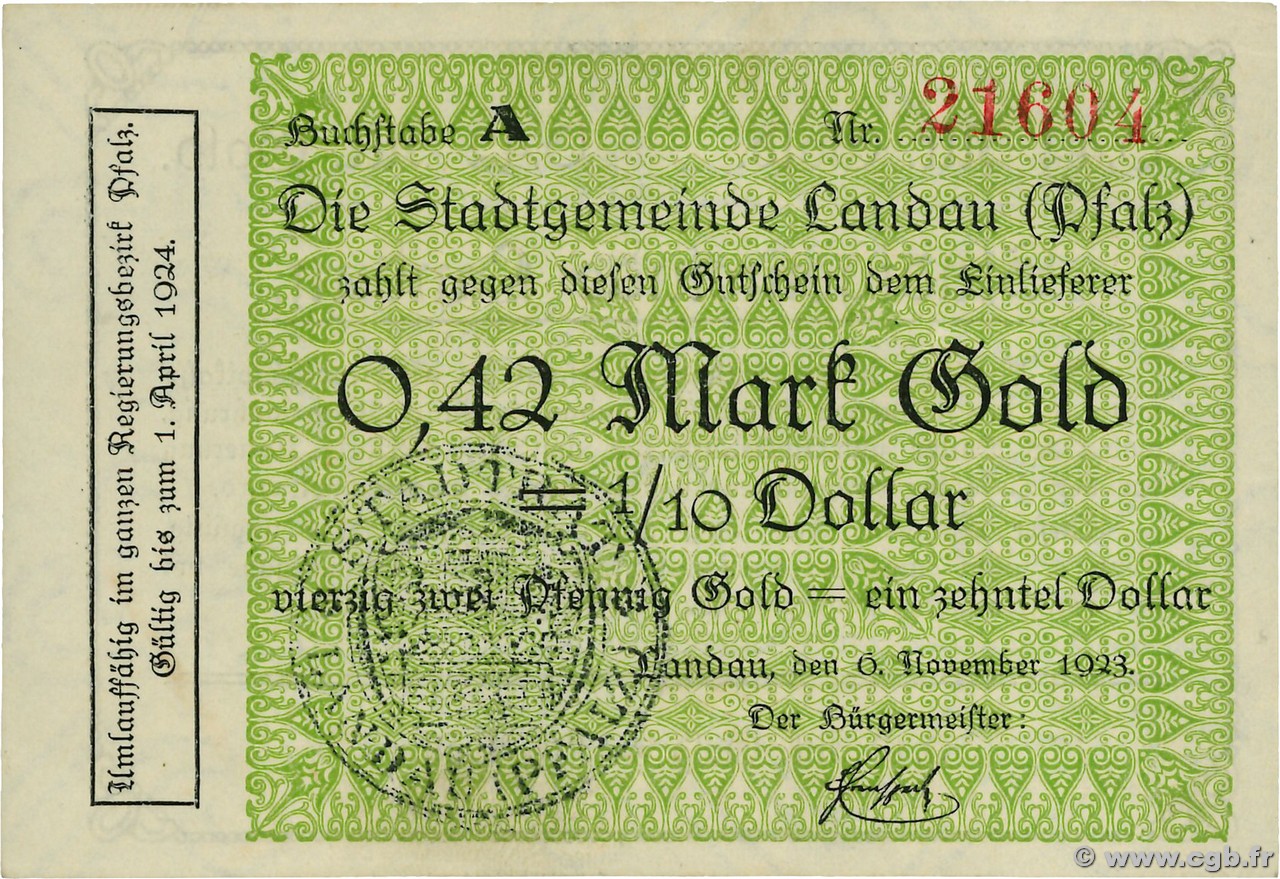 Buchstabe A Nr. 21604
Die Stadtgemeinde Landau (Pfalz)
zahlt gegen diesen Gutschein dem Einlieferer
0,42 Mark Gold
= 1/10 Dollar
vierzig zwei Pfennig Gold = ein zehntel Dollar
Landau, den 6. November 1923.
Der Bürgermeister:
Umlauffähig im ganzen Regierungsbezirk Pfalz.
Gültig bis zum 1. April 1924.
LANDAU (PFALZ)
© www.cgb.fr